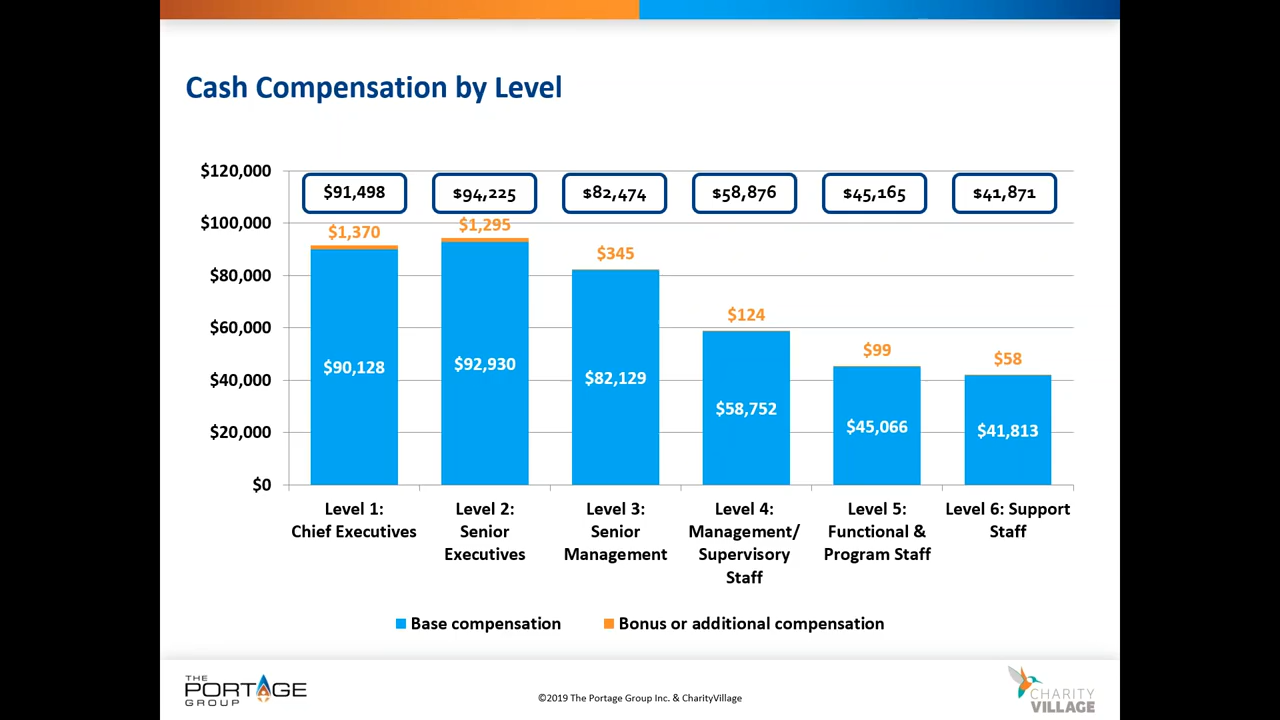 Cash Compensation by Level
$120,000
$100,000
$80,000
$60,000
$40,000
$20,000
$0
$91,498
$94,225
$82,474
$58,876
$45,165
$41,871
$1,370
$1,295
$345
$124
$99
$58
$90,128
$92,930
$82,129
$58,752
$45,066
$41,813
Level 1:
Chief Executives
Level 2:
Senior
Executives
Level 3:
Senior
Management
Level 4:
Management/
Supervisory
Staff
Level 5:
Functional &
Program Staff
Level 6: Support
Staff
Base compensation
Bonus or additional compensation
THE
PORTAGE
GROUP
©2019 The Portage Group Inc. & CharityVillage
CHARITY
VILLAGE